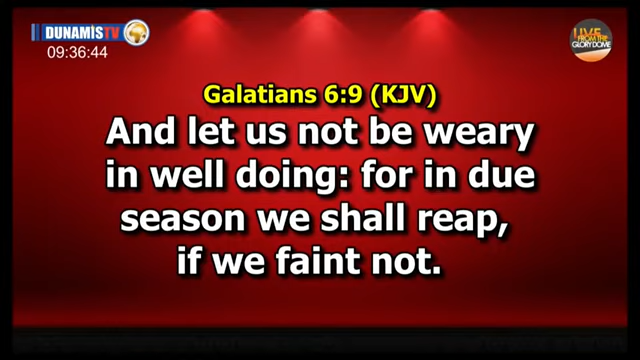 DUNAMIS TV
09:36:44
LIVE
FROM THE
GLORY DOME
Galatians 6:9 (KJV)
And let us not be weary
in well doing: for in due
season we shall reap,
if we faint not.